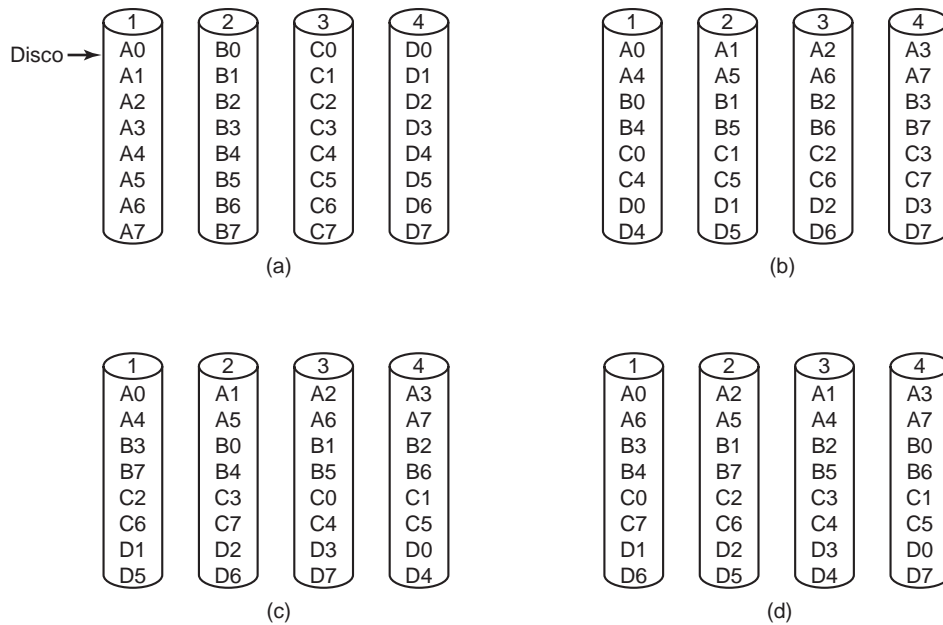 1 2 3 4 1 2 3 4
Disco A0 B0 C0 D0 A0 A1 A2 A3
A1 B1 C1 D1 A4 A5 A6 A7
A2 B2 C2 D2 B0 B1 B2 B3
A3 B3 C3 D3 B4 B5 B6 B7
A4 B4 C4 D4 C0 C1 C2 C3
A5 B5 C5 D5 C4 C5 C6 C7
A6 B6 C6 D6 D0 D1 D2 D3
A7 B7 C7 D7 D4 D5 D6 D7
(a) (b)
1 2 3 4 1 2 3 4
A0 A1 A2 A3 A0 A2 A1 A3
A4 A5 A6 A7 A6 A5 A4 A7
B3 B0 B1 B2 B3 B1 B2 B0
B7 B4 B5 B6 B4 B7 B5 B6
C2 C3 C0 C1 C0 C2 C3 C1
C6 C7 C4 C5 C7 C6 C4 C5
D1 D2 D3 D0 D1 D2 D3 D0
D5 D6 D7 D4 D6 D5 D4 D7
(c) (d)